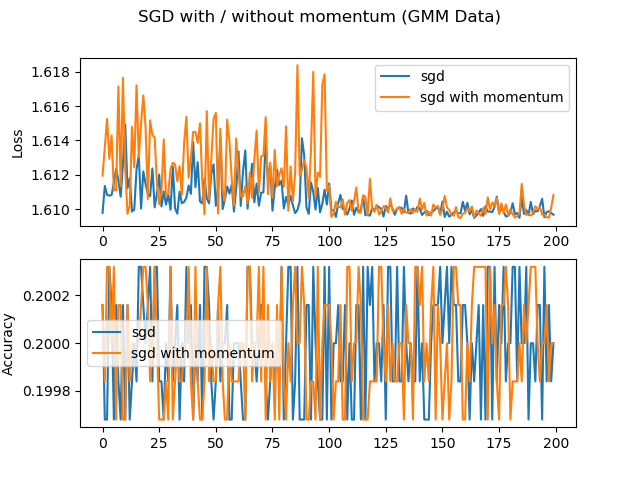 SGD with / without momentum (GMM Data)
Loss
1.618
1.616
1.614
1.612
1.610
sgd
sgd with momentum
0 25 50 75 100 125 150 175 200
Accuracy
0.2002
0.2000
0.1998
sgd
sgd with momentum
0 25 50 75 100 125 150 175 200